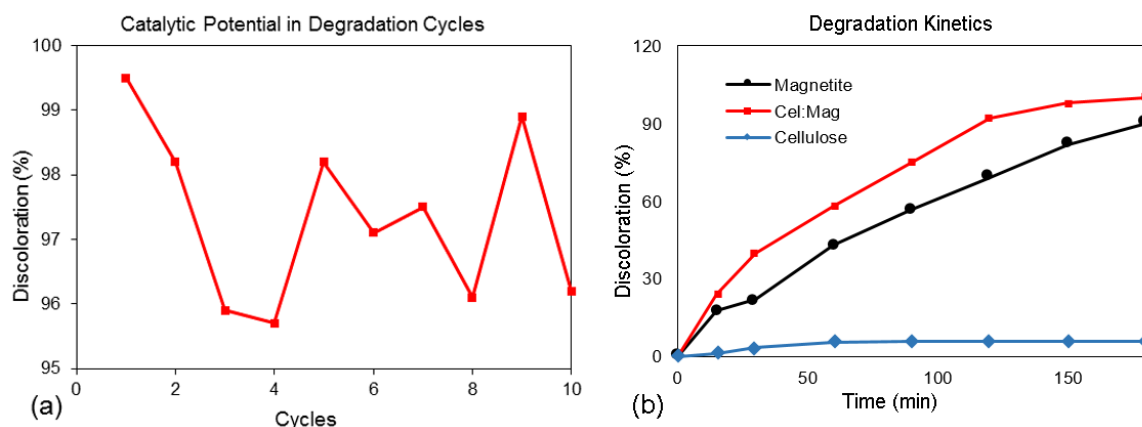 Catalytic Potential in Degradation Cycles
Discoloration (%)
100
99
98
97
96
95
0
2
4
6
8
10
Cycles
(a)
Degradation Kinetics
Discoloration (%)
120
90
60
30
0
Magnetite
Cel:Mag
Cellulose
0
50
100
150
Time (min)
(b)